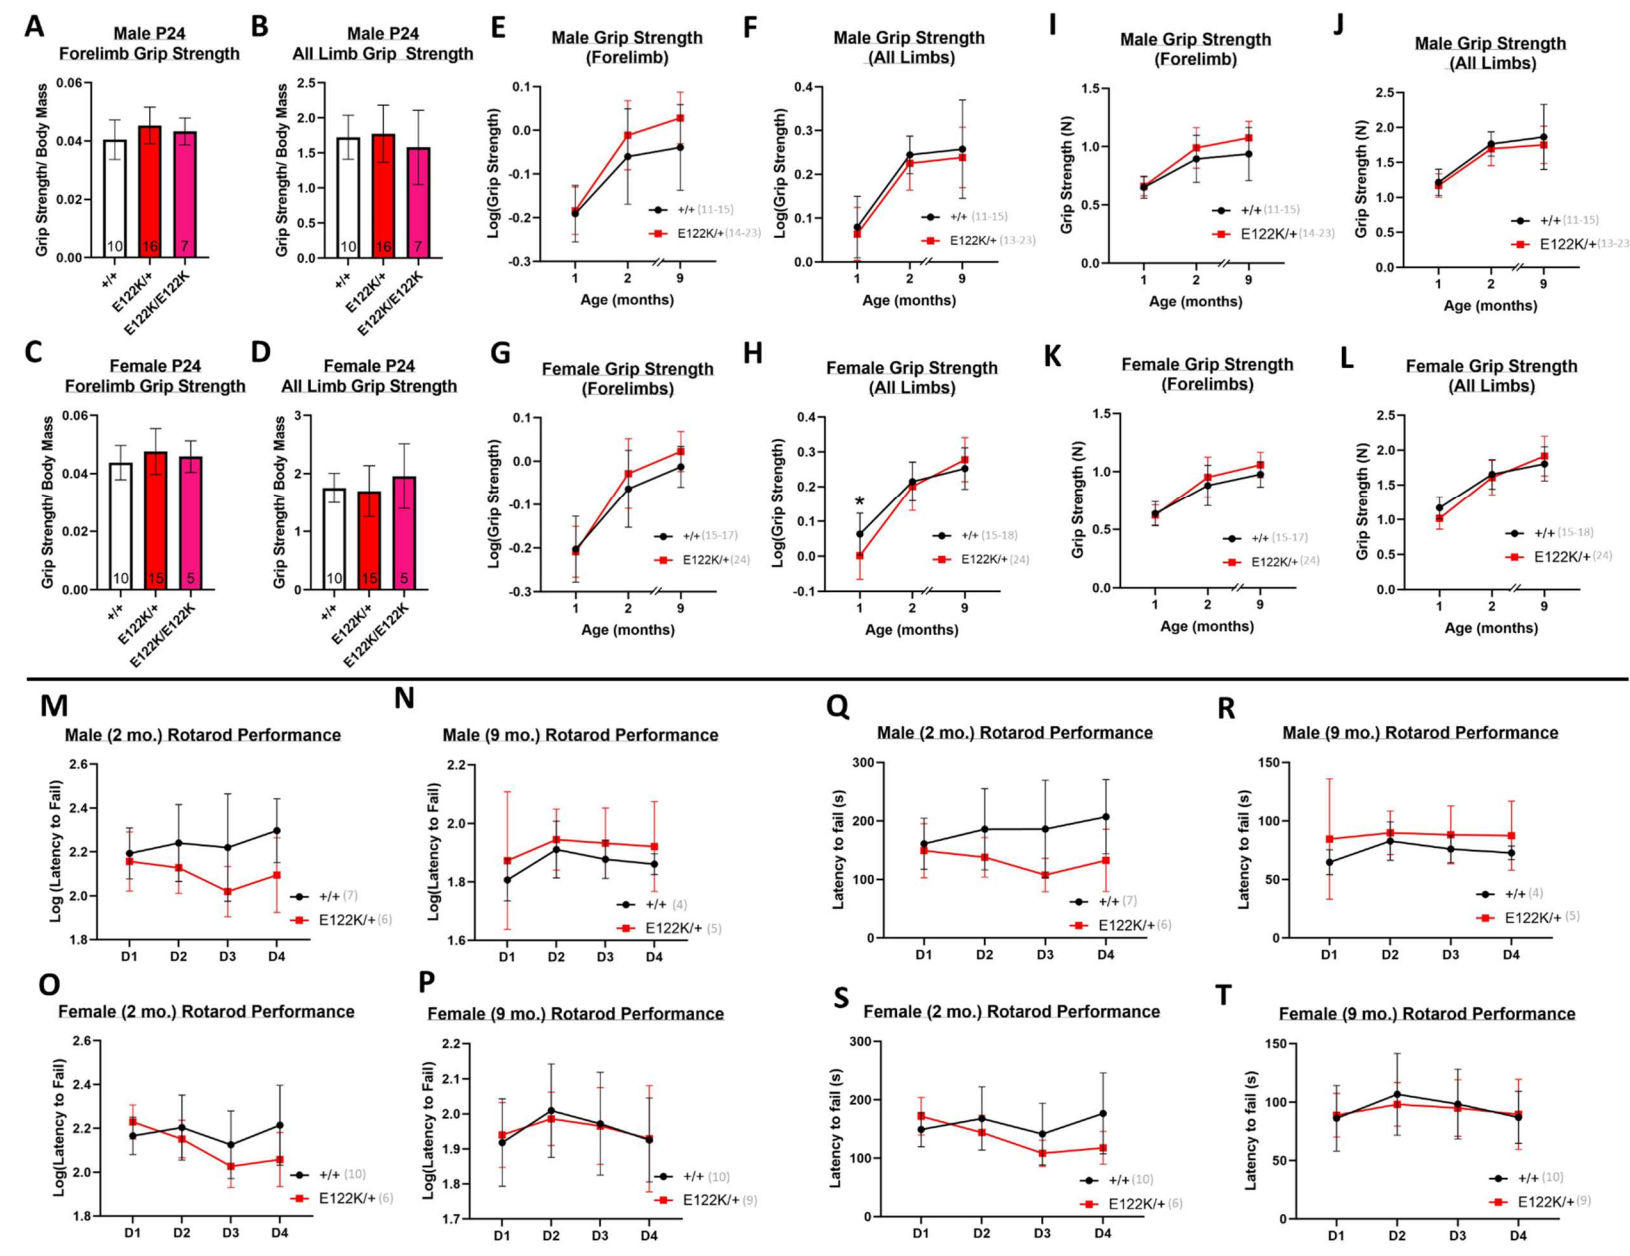 A
Male P24
Forelimb Grip Strength
Grip Strength/ Body Mass
0.06
0.04
0.02
0.00
10
16
7
+/+
E122K/+
E122K/E122K
B
Male P24
All Limb Grip Strength
Grip Strength/ Body Mass
2.5
2.0
1.5
1.0
0.5
0.0
10
16
7
+/+
E122K/+
E122K/E122K
E
Male Grip Strength
(Forelimb)
Log(Grip Strength)
0.1
0.0
-0.1
-0.2
-0.3
+/+ (11-15)
E122K/+ (14-23)
1 2 9
Age (months)
F
Male Grip Strength
(All Limbs)
Log(Grip Strength)
0.4
0.3
0.2
0.1
0.0
+/+ (11-15)
E122K/+ (13-23)
1 2 9
Age (months)
I
Male Grip Strength
(Forelimb)
Grip Strength (N)
1.5
1.0
0.5
0.0
+/+ (11-15)
E122K/+ (14-23)
1 2 9
Age (months)
J
Male Grip Strength
(All Limbs)
Grip Strength (N)
2.5
2.0
1.5
1.0
0.5
0.0
+/+ (11-15)
E122K/+ (13-23
1 2 9
Age (months)
C
Female P24
Forelimb Grip Strength
Grip Strength/ Body Mass
0.06
0.04
0.02
0.00
10
15
5
+/+
E122K/+
E122K/E122K
D
Female P24
All Limb Grip Strength
Grip Strength/ Body Mass
3
2
1
0
10
15
5
+/+
E122K/+
E122K/E122K
G
Female Grip Strength
(Forelimbs)
Log(Grip Strength)
0.1
0.0
-0.1
-0.2
-0.3
+/+ (15-17)
E122K/+ (24)
1 2 9
Age (months)
H
Female Grip Strength
(All Limbs)
Log(Grip Strength)
0.4
0.3
0.2
0.1
0.0
-0.1
*
+/+ (15-18)
E122K/+ (24)
1 2 9
Age (months)
K
Female Grip Strength
(Forelimbs)
Grip Strength (N)
1.5
1.0
0.5
0.0
+/+ (15-17)
E122K/+ (24)
1 2 9
Age (months)
L
Female Grip Strength
(All Limbs)
Grip Strength (N)
2.5
2.0
1.5
1.0
0.5
0.0
+/+ (15-18)
E122K/+ (24)
1 2 9
Age (months)
M
Male (2 mo.) Rotarod Performance
Log (Latency to Fail)
2.6
2.4
2.2
2.0
1.8
+/+ (7)
E122K/+ (6)
D1 D2 D3 D4
N
Male (9 mo.) Rotarod Performance
Log(Latency to Fail)
2.2
2.0
1.8
1.6
+/+ (4)
E122K/+ (5)
D1 D2 D3 D4
Q
Male (2 mo.) Rotarod Performance
Latency to fail (s)
300
200
100
0
+/+ (7)
E122K/+ (6)
D1 D2 D3 D4
R
Male (9 mo.) Rotarod Performance
Latency to fail (s)
150
100
50
0
+/+ (4)
E122K/+ (5)
D1 D2 D3 D4
O
Female (2 mo.) Rotarod Performance
Log(Latency to Fail)
2.6
2.4
2.2
2.0
1.8
+/+ (10)
E122K/+ (6)
D1 D2 D3 D4
P
Female (9 mo.) Rotarod Performance
Log(Latency to Fail)
2.2
2.1
2.0
1.9
1.8
1.7
+/+ (10)
E122K/+ (9)
D1 D2 D3 D4
S
Female (2 mo.) Rotarod Performance
Latency to fail (s)
300
200
100
0
+/+ (10)
E122K/+ (6)
D1 D2 D3 D4
T
Female (9 mo.) Rotarod Performance
Latency to fail (s)
150
100
50
0
+/+ (10)
E122K/+ (9)
D1 D2 D3 D4